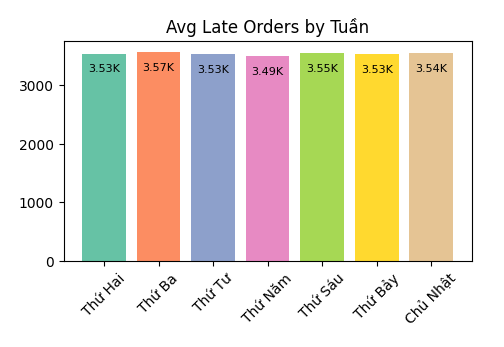 Avg Late Orders by Tuần
3.53K 3.57K 3.53K 3.49K 3.55K 3.53K 3.54K
3000
2000
1000
0
Thứ Hai Thứ Ba Thứ Tư Thứ Năm Thứ Sáu Thứ Bảy Chủ Nhật